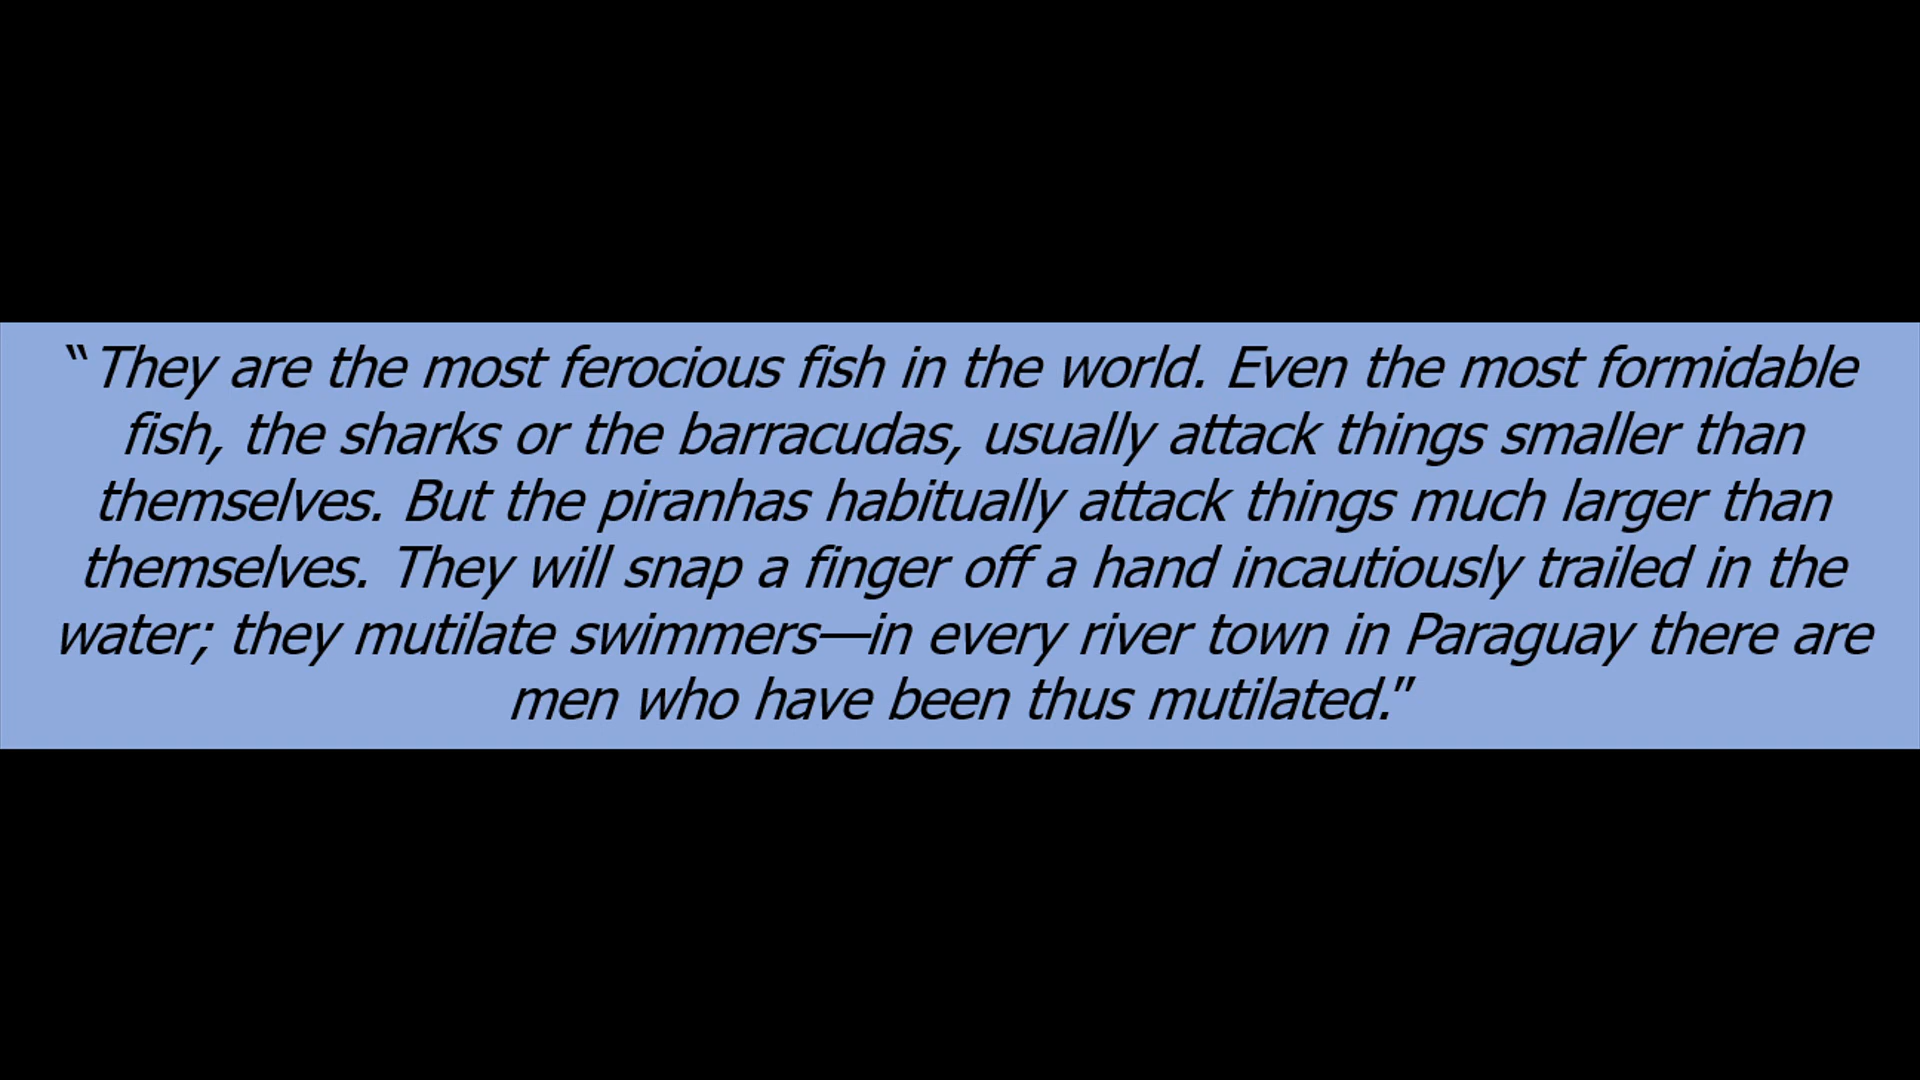 “They are the most ferocious fish in the world. Even the most formidable
fish, the sharks or the barracudas, usually attack things smaller than
themselves. But the piranhas habitually attack things much larger than
themselves. They will snap a finger off a hand incautiously trailed in the
water; they mutilate swimmers—in every river town in Paraguay there are
men who have been thus mutilated.”